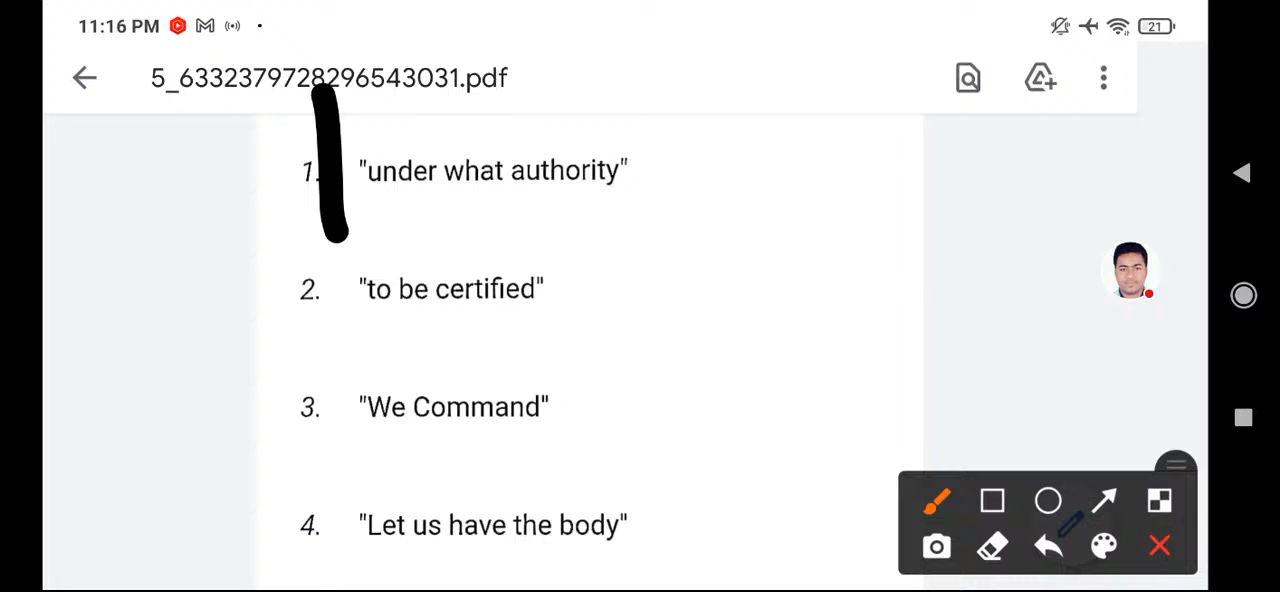 11:16 PM
21
5_6332379728296543031.pdf
1. "under what authority"
2. "to be certified"
3. "We Command"
4. "Let us have the body"